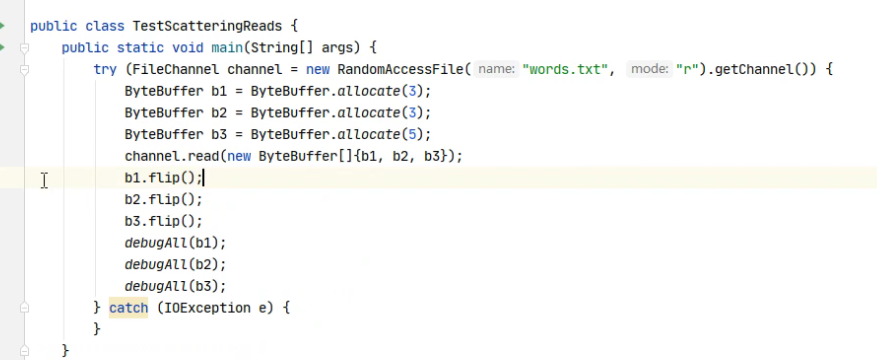 public class TestScatteringReads {
public static void main(String[] args) {
try (FileChannel channel = new RandomAccessFile( name: "words.txt", mode: "r").getChannel()) {
ByteBuffer b1 = ByteBuffer.allocate(3);
ByteBuffer b2 = ByteBuffer.allocate(3);
ByteBuffer b3 = ByteBuffer.allocate(5);
channel.read(new ByteBuffer[]{b1, b2, b3});
b1.flip();
b2.flip();
b3.flip();
debugAll(b1);
debugAll(b2);
debugAll(b3);
} catch (IOException e) {
}
}